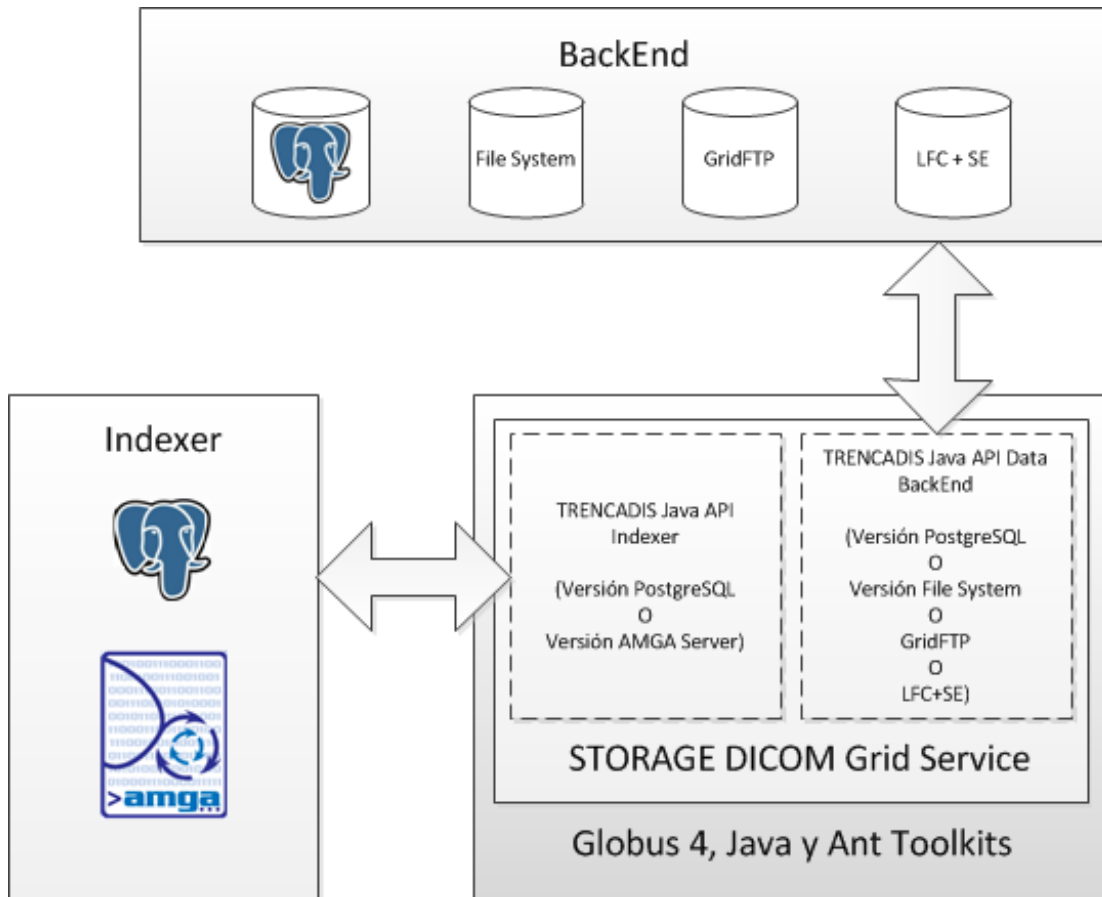 BackEnd
File System
GridFTP
LFC + SE
Indexer
>amga...
TRENCADIS Java API
Indexer
(Versión PostgreSQL
O
Versión AMGA Server)
TRENCADIS Java API Data
BackEnd
(Versión PostgreSQL
O
Versión File System
O
GridFTP
O
LFC+SE)
STORAGE DICOM Grid Service
Globus 4, Java y Ant Toolkits